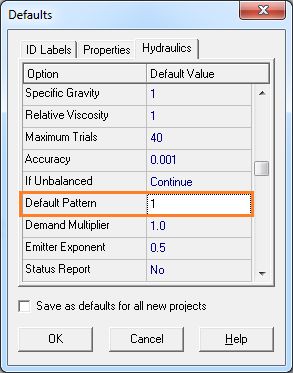 Defaults
ID Labels Properties Hydraulics
Option Default Value
Specific Gravity 1
Relative Viscosity 1
Maximum Trials 40
Accuracy 0.001
If Unbalanced Continue
Default Pattern 1
Demand Multiplier 1.0
Emitter Exponent 0.5
Status Report No
Save as defaults for all new projects
OK Cancel Help